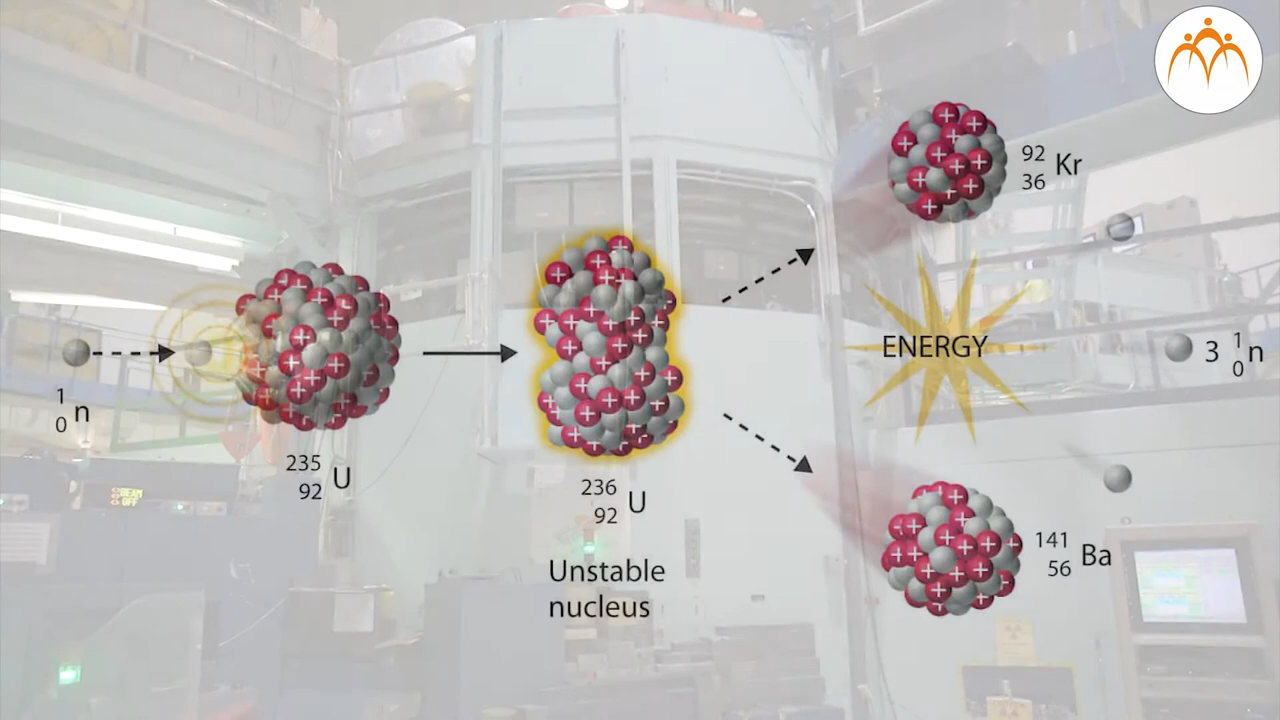 1
0 n
235
92 U
236
92 U
Unstable
nucleus
92
36 Kr
ENERGY
3 1
0 n
141
56 Ba
BEAM
OFF